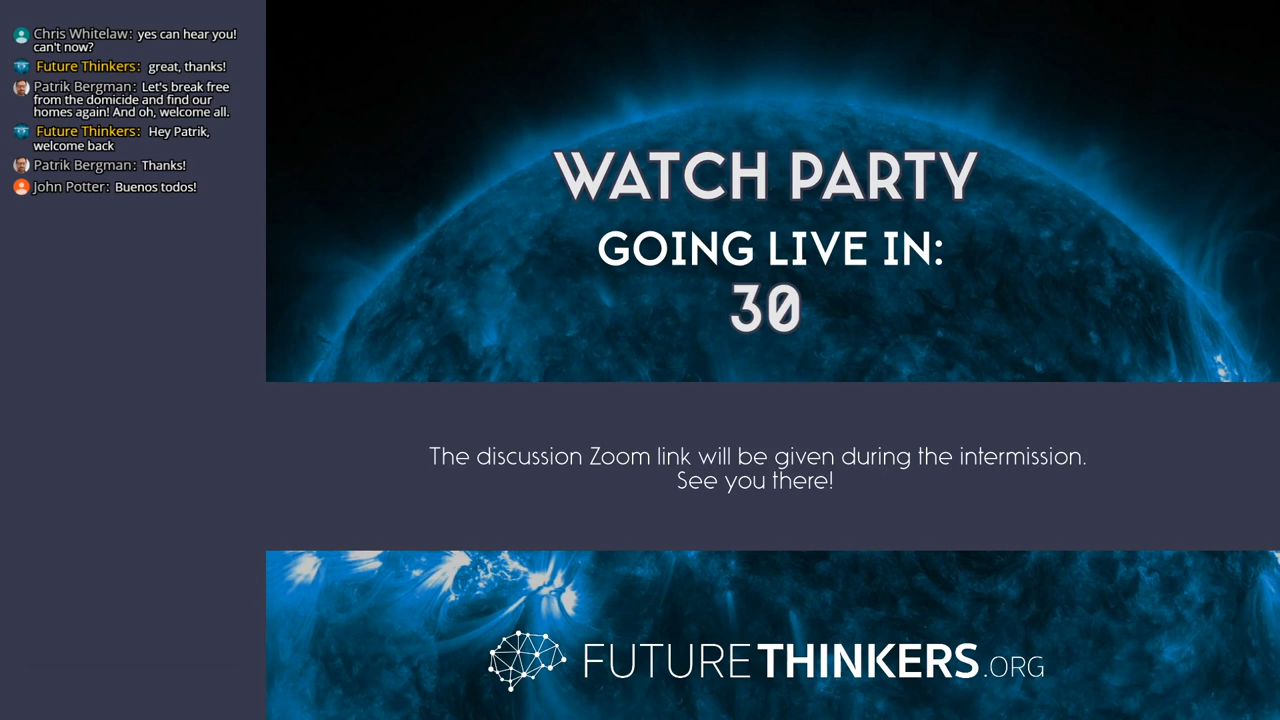 Chris Whitelaw: yes can hear you!
can't now?
Future Thinkers: great, thanks!
Patrik Bergman: Let's break free
from the domicide and find our
homes again! And oh, welcome all.
Future Thinkers: Hey Patrik,
welcome back
Patrik Bergman: Thanks!
John Potter: Buenos todos!
WATCH PARTY
GOING LIVE IN:
30
The discussion Zoom link will be given during the intermission.
See you there!
FUTURETHINKERS.ORG